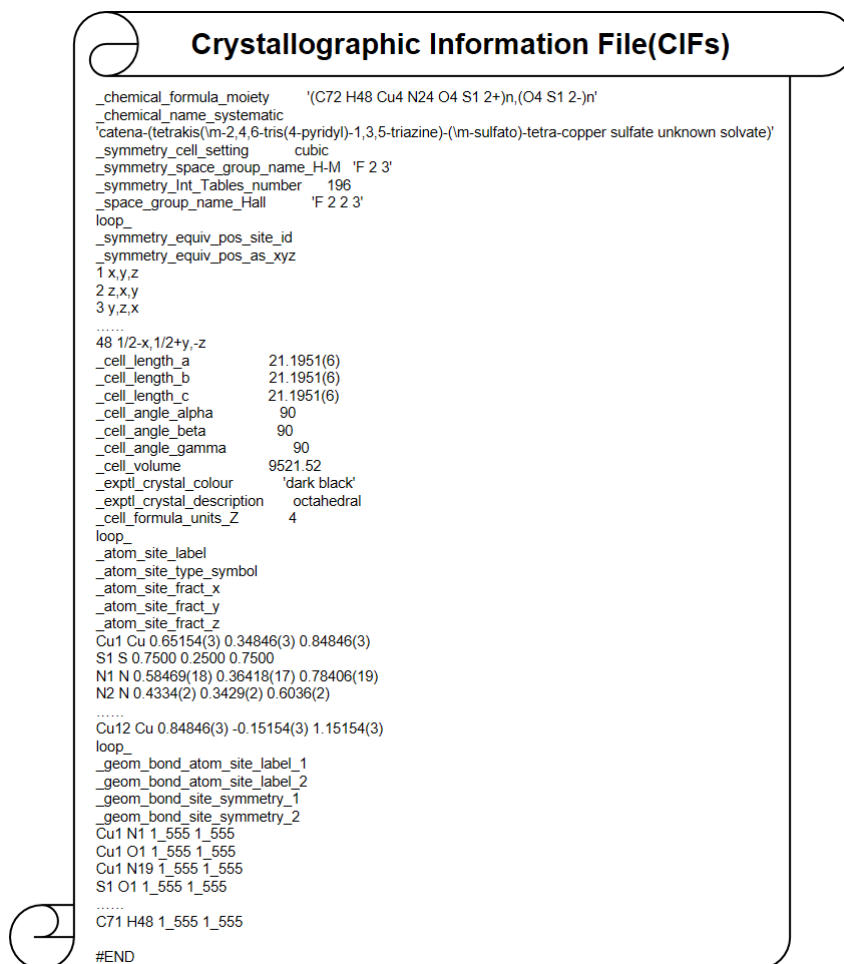 Crystallographic Information File(CIFs)
_chemical_formula_moiety '(C72 H48 Cu4 N24 O4 S1 2+)n,(O4 S1 2-)n'
_chemical_name_systematic
'catena-(tetrakis(\m-2,4,6-tris(4-pyridyl)-1,3,5-triazine)-(\m-sulfato)-tetra-copper sulfate unknown solvate)'
_symmetry_cell_setting cubic
_symmetry_space_group_name_H-M 'F 2 3'
_symmetry_Int_Tables_number 196
_space_group_name_Hall 'F 2 2 3'
loop_
_symmetry_equiv_pos_site_id
_symmetry_equiv_pos_as_xyz
1 x,y,z
2 z,x,y
3 y,z,x
......
48 1/2-x,1/2+y,-z
_cell_length_a 21.1951(6)
_cell_length_b 21.1951(6)
_cell_length_c 21.1951(6)
_cell_angle_alpha 90
_cell_angle_beta 90
_cell_angle_gamma 90
_cell_volume 9521.52
_exptl_crystal_colour 'dark black'
_exptl_crystal_description octahedral
_cell_formula_units_Z 4
loop_
_atom_site_label
_atom_site_type_symbol
_atom_site_fract_x
_atom_site_fract_y
_atom_site_fract_z
Cu1 Cu 0.65154(3) 0.34846(3) 0.84846(3)
S1 S 0.7500 0.2500 0.7500
N1 N 0.58469(18) 0.36418(17) 0.78406(19)
N2 N 0.4334(2) 0.3429(2) 0.6036(2)
......
Cu12 Cu 0.84846(3) -0.15154(3) 1.15154(3)
loop_
_geom_bond_atom_site_label_1
_geom_bond_atom_site_label_2
_geom_bond_site_symmetry_1
_geom_bond_site_symmetry_2
Cu1 N1 1_555 1_555
Cu1 O1 1_555 1_555
Cu1 N19 1_555 1_555
S1 O1 1_555 1_555
......
C71 H48 1_555 1_555
#END